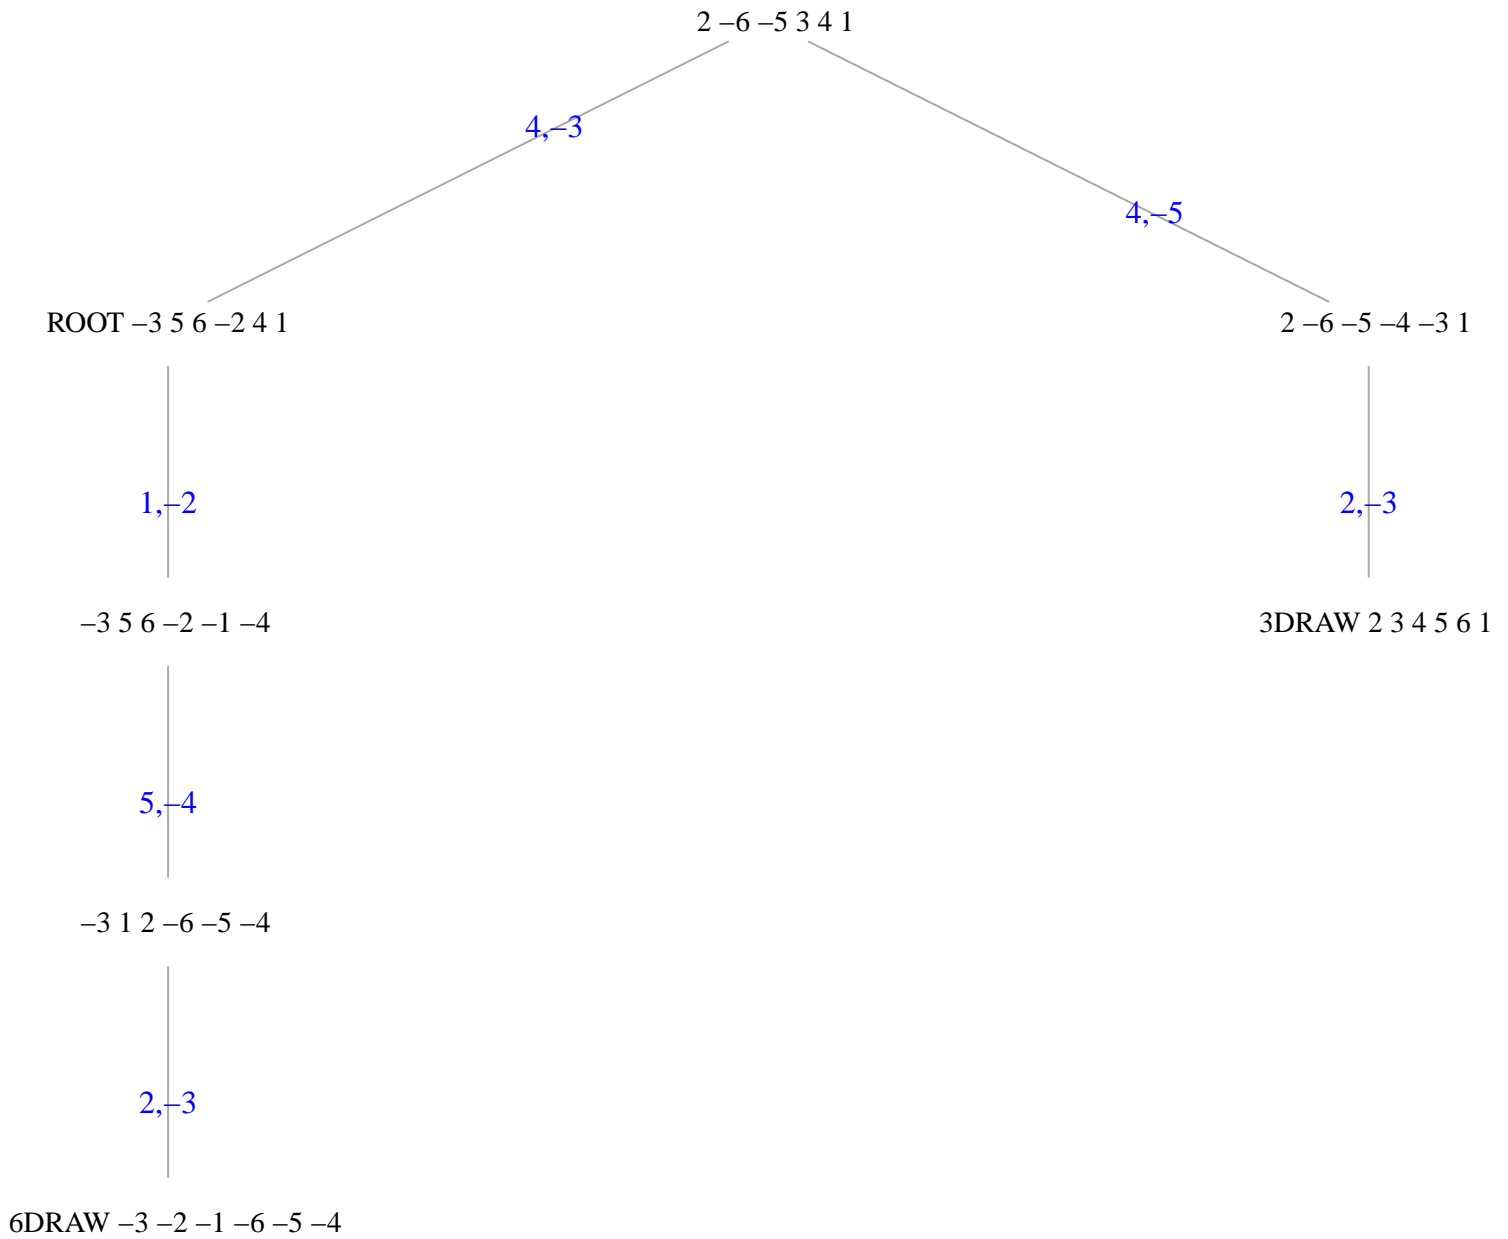 2 –6 –5 3 4 1
4,–3
4,–5
ROOT –3 5 6 –2 4 1
2 –6 –5 –4 –3 1
1,–2
2,–3
–3 5 6 –2 –1 –4
3DRAW 2 3 4 5 6 1
5,–4
–3 1 2 –6 –5 –4
2,–3
6DRAW –3 –2 –1 –6 –5 –4